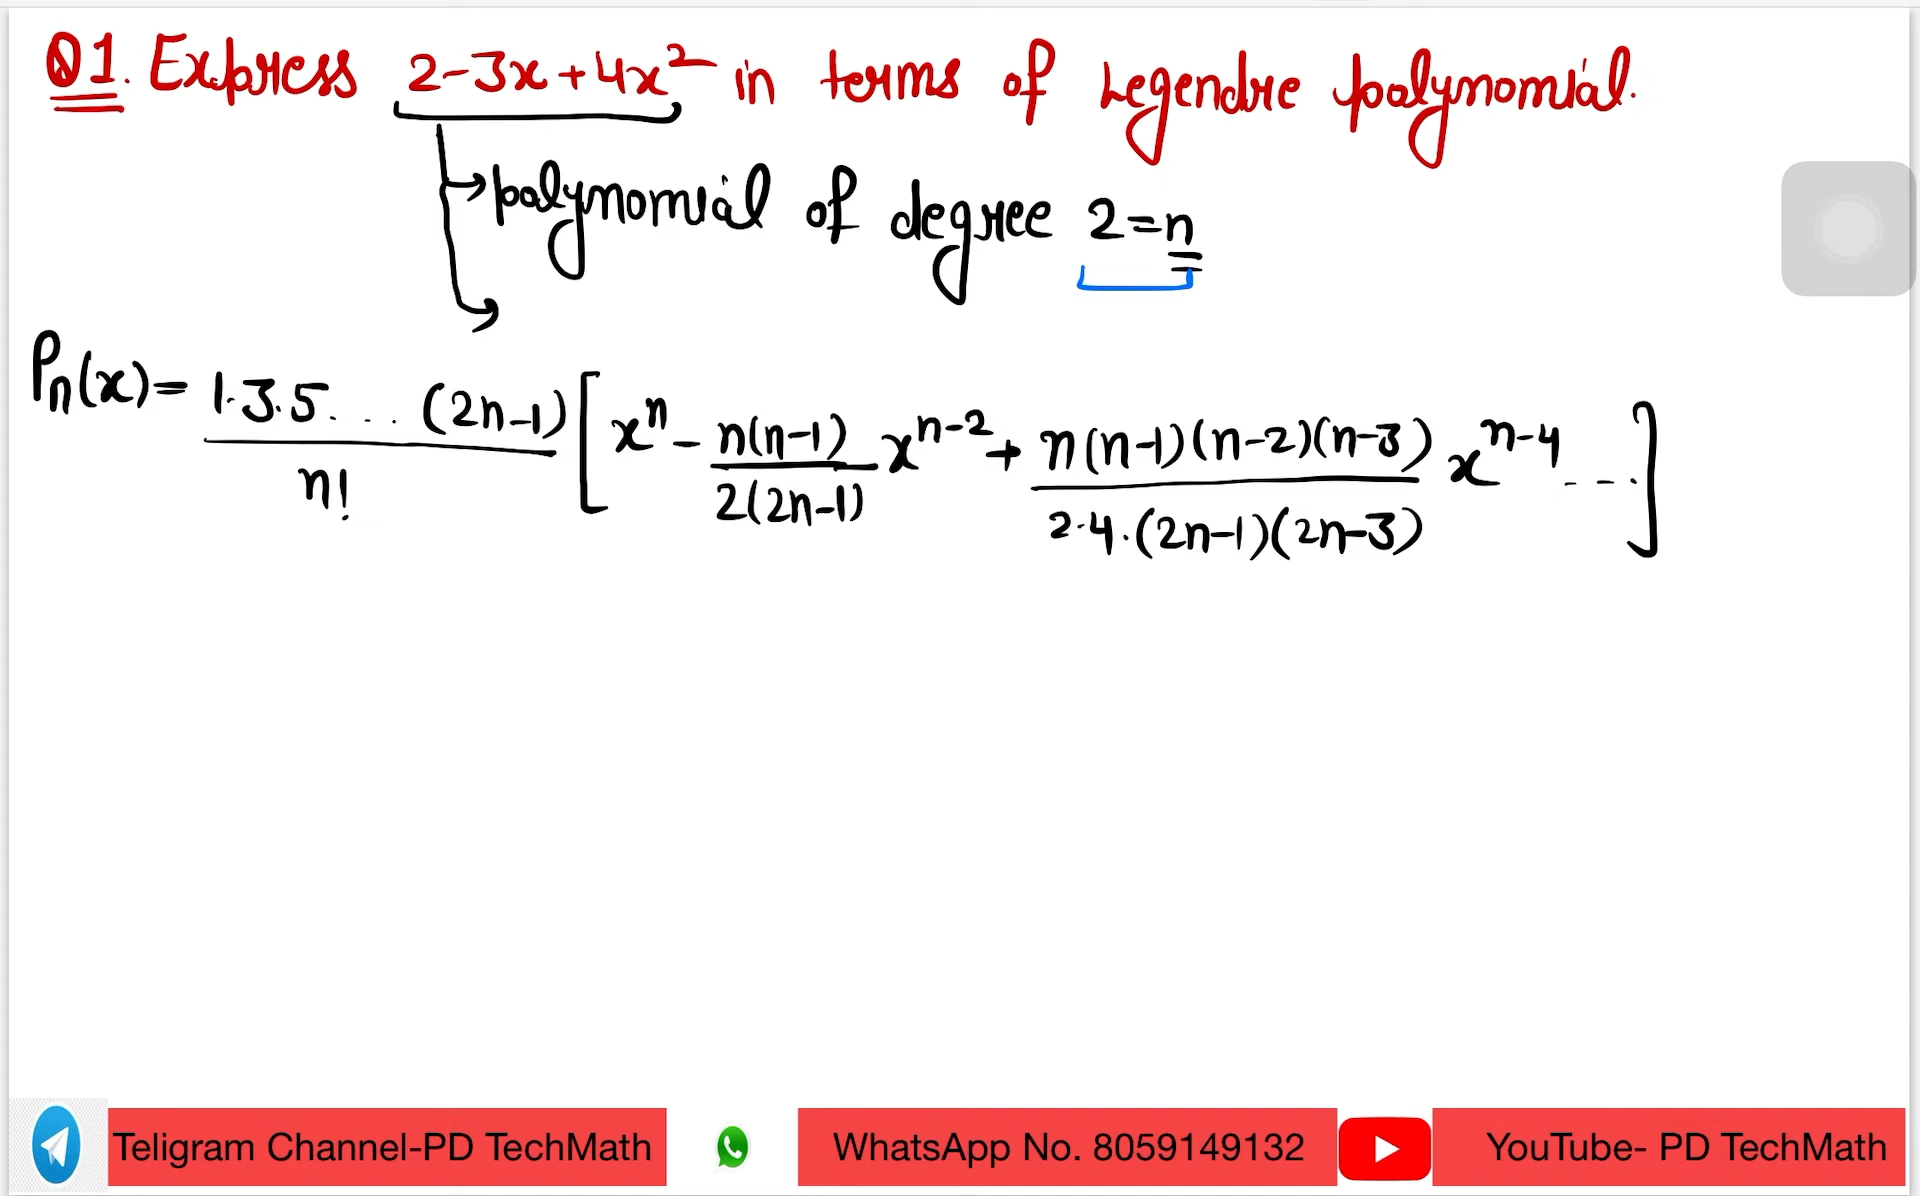 Q1. Express 2-3x+4x² in terms of Legendre polynomial.
→ polynomial of degree 2=n
Pn(x)= 1.3.5. ... (2n-1)/n! [xⁿ - n(n-1)/2(2n-1) xⁿ⁻² + n(n-1)(n-2)(n-3)/2.4.(2n-1)(2n-3) xⁿ⁻⁴ ....]
Teligram Channel-PD TechMath WhatsApp No. 8059149132 YouTube- PD TechMath